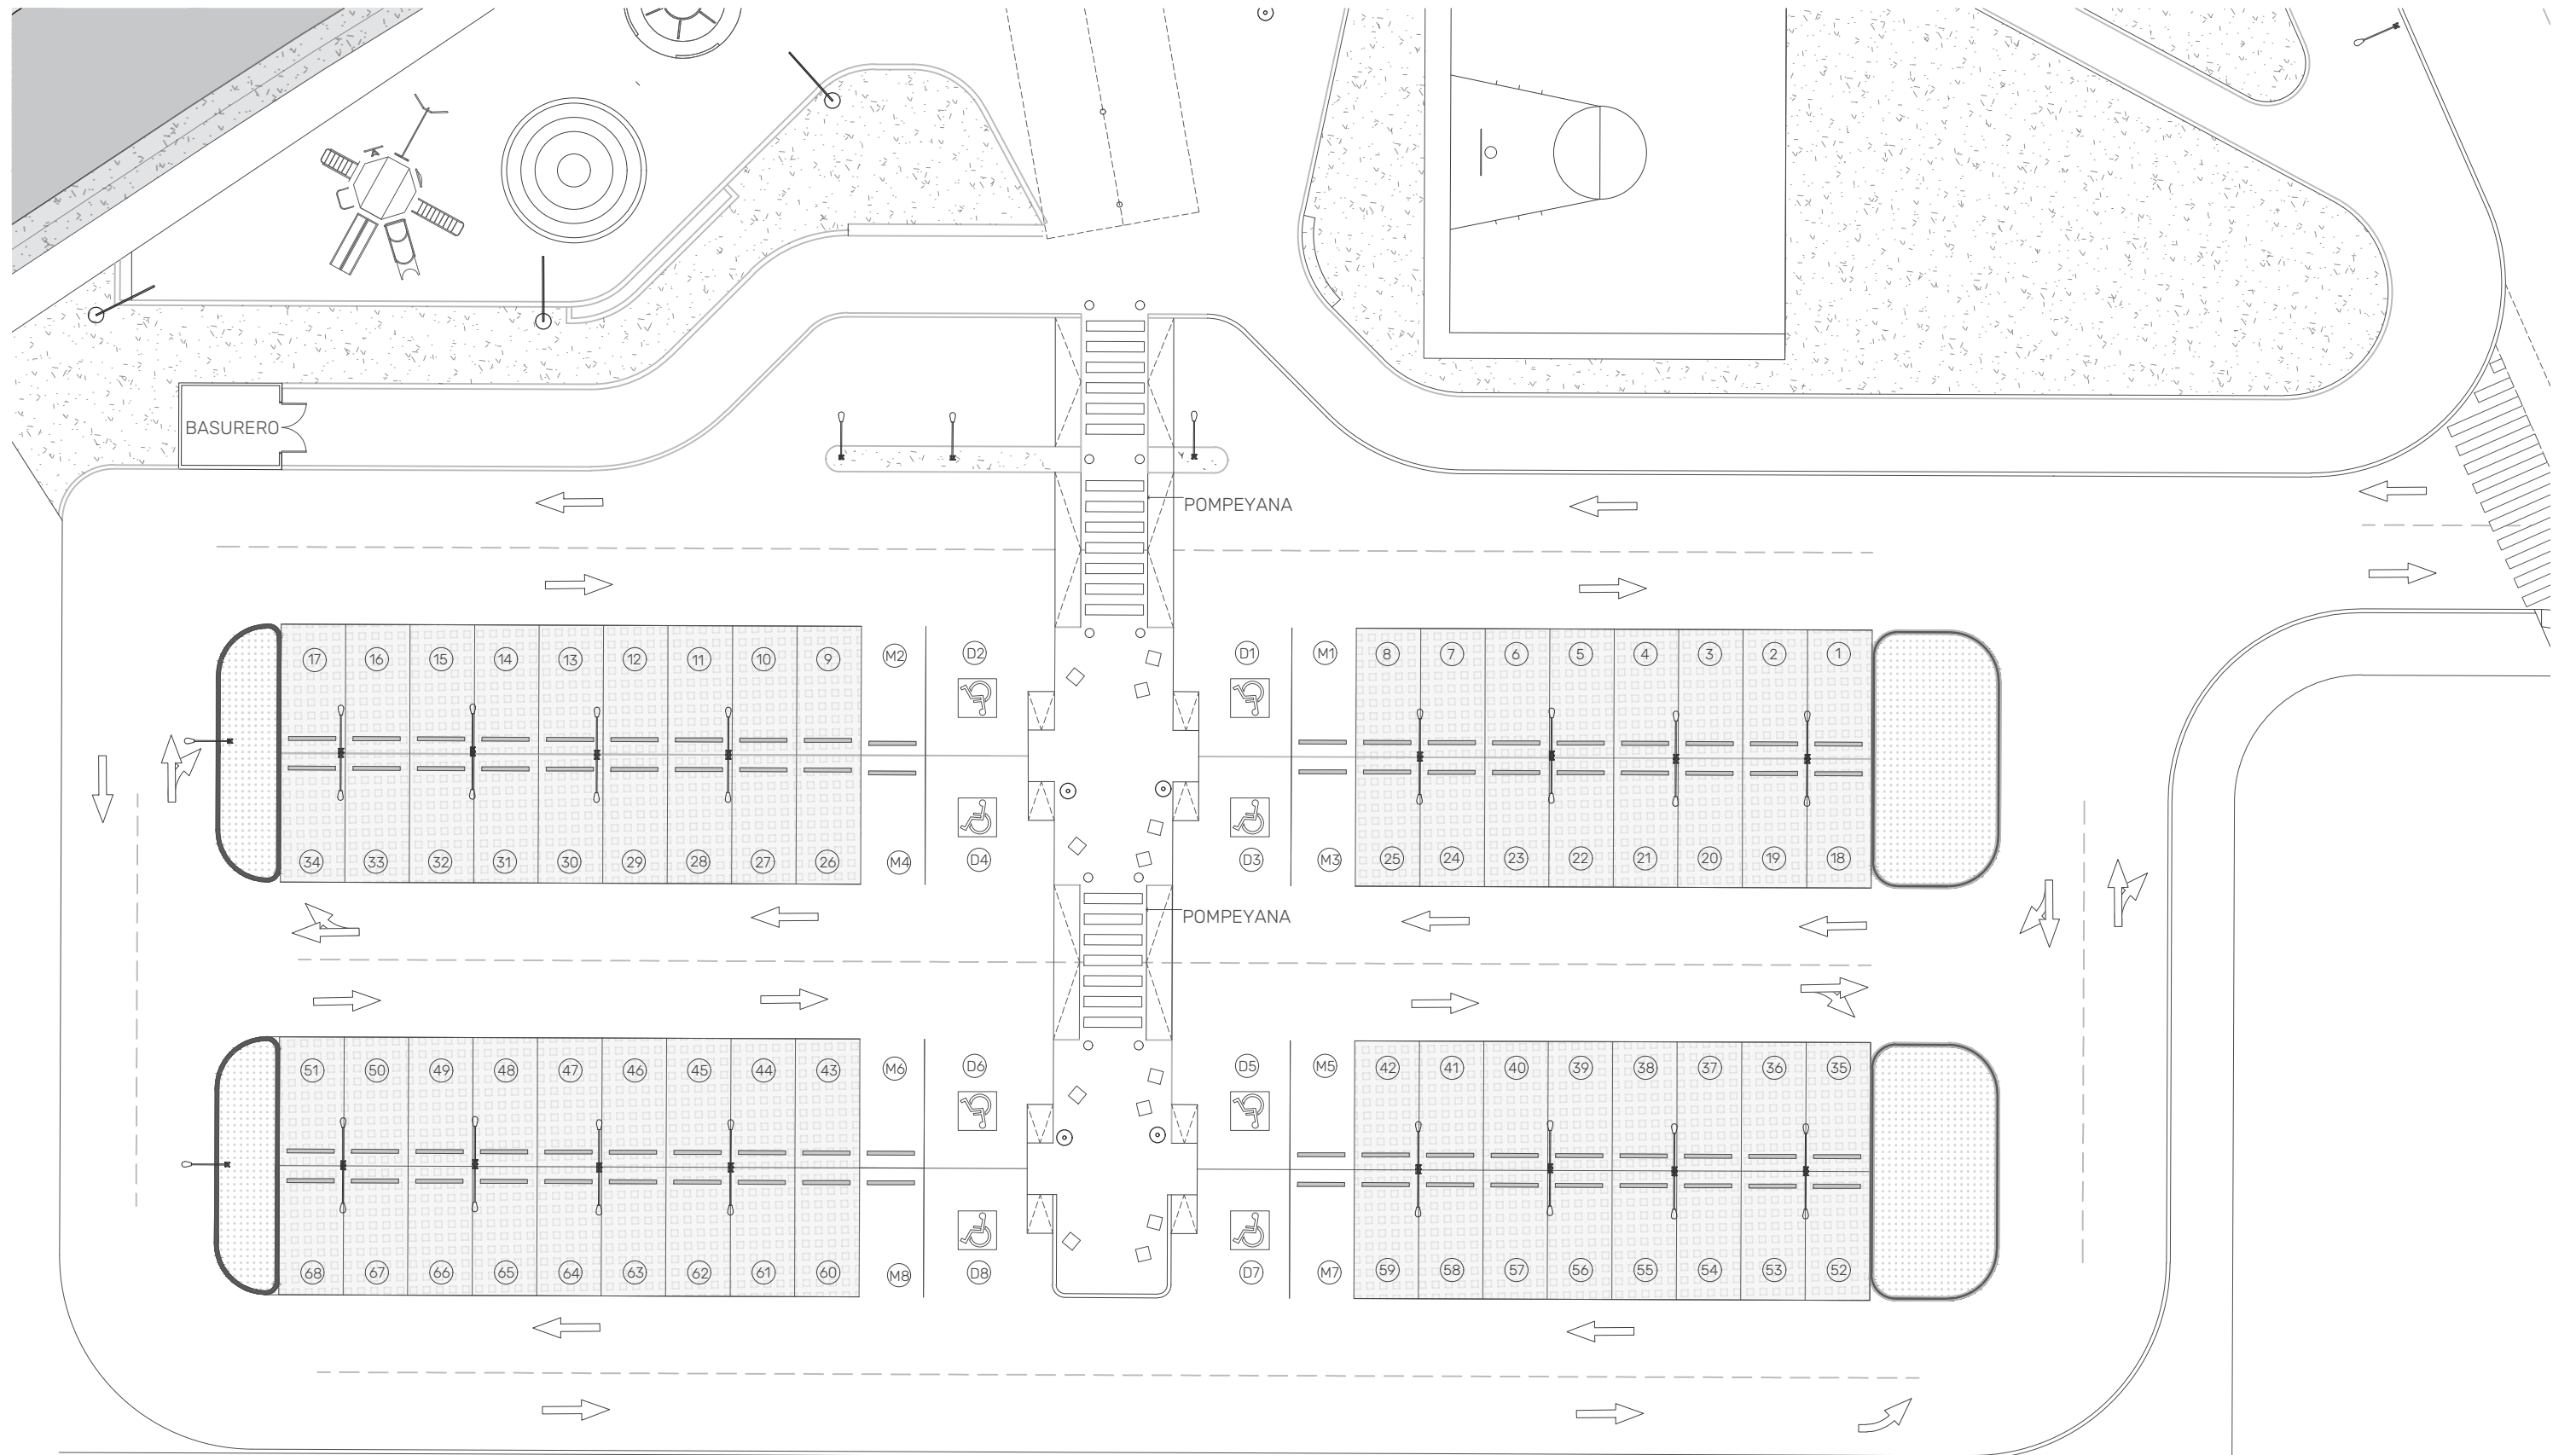 BASURERO
POMPEYANA
17 16 15 14 13 12 11 10 9 M2 D2 D1 M1 8 7 6 5 4 3 2 1
34 33 32 31 30 29 28 27 26 M4 D4 D3 M3 25 24 23 22 21 20 19 18
POMPEYANA
51 50 49 48 47 46 45 44 43 M6 D6 D5 M5 42 41 40 39 38 37 36 35
68 67 66 65 64 63 62 61 60 M8 D8 D7 M7 59 58 57 56 55 54 53 52